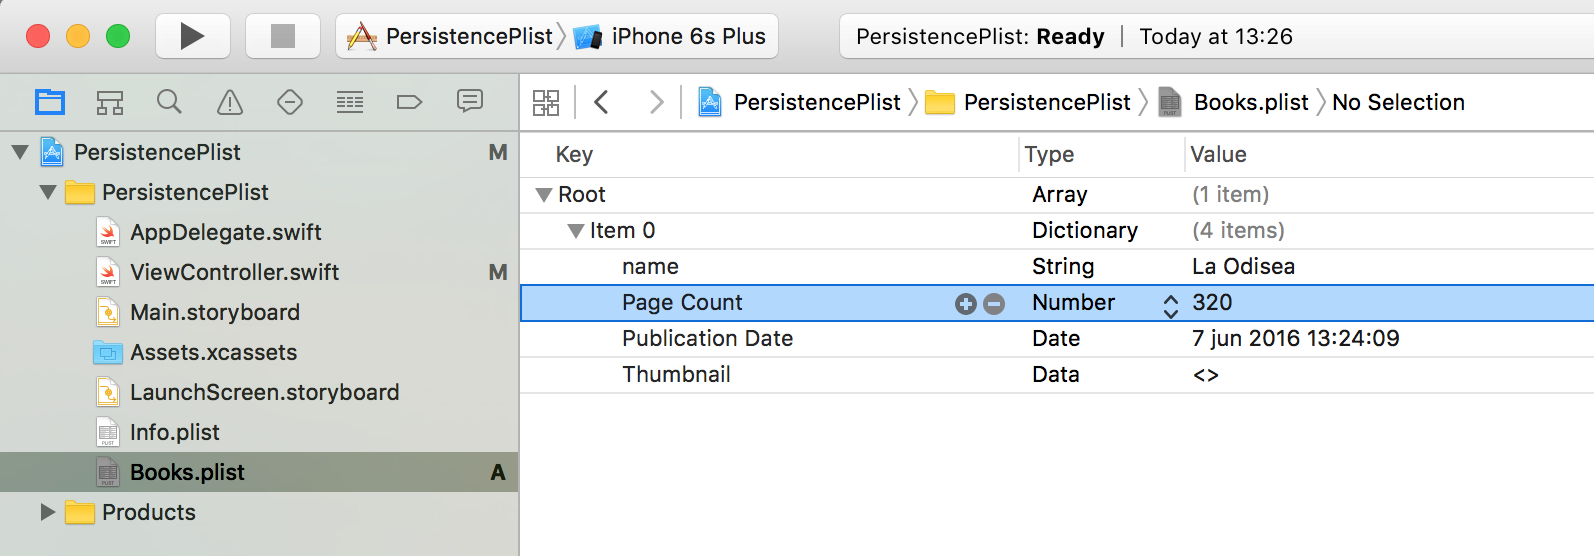 PersistencePlist iPhone 6s Plus PersistencePlist: Ready | Today at 13:26
PersistencePlist PersistencePlist Books.plist No Selection
PersistencePlist M
PersistencePlist
AppDelegate.swift
ViewController.swift M
Main.storyboard
Assets.xcassets
LaunchScreen.storyboard
Info.plist
Books.plist A
Products
Key Type Value
Root Array (1 item)
Item 0 Dictionary (4 items)
name String La Odisea
Page Count Number 320
Publication Date Date 7 jun 2016 13:24:09
Thumbnail Data <>